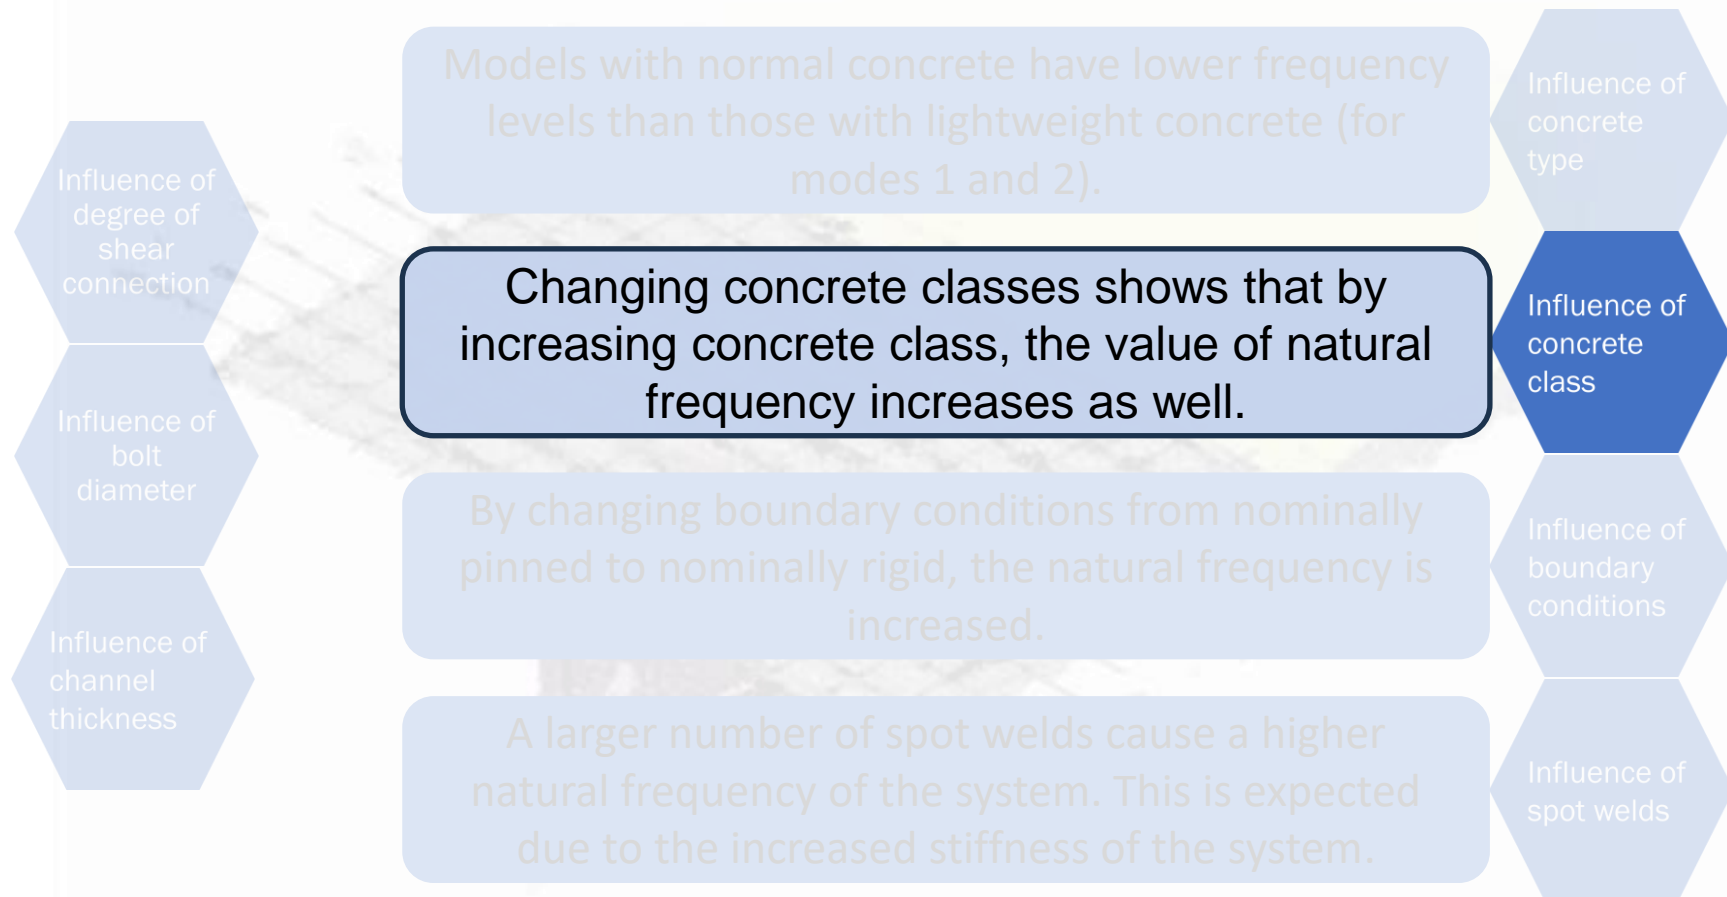 Influence of
degree of
shear
connection
Influence of
bolt
diameter
Influence of
channel
thickness
Models with normal concrete have lower frequency
levels than those with lightweight concrete (for
modes 1 and 2).
Influence of
concrete
type
Changing concrete classes shows that by
increasing concrete class, the value of natural
frequency increases as well.
Influence of
concrete
class
By changing boundary conditions from nominally
pinned to nominally rigid, the natural frequency is
increased.
Influence of
boundary
conditions
A larger number of spot welds cause a higher
natural frequency of the system. This is expected
due to the increased stiffness of the system.
Influence of
spot welds